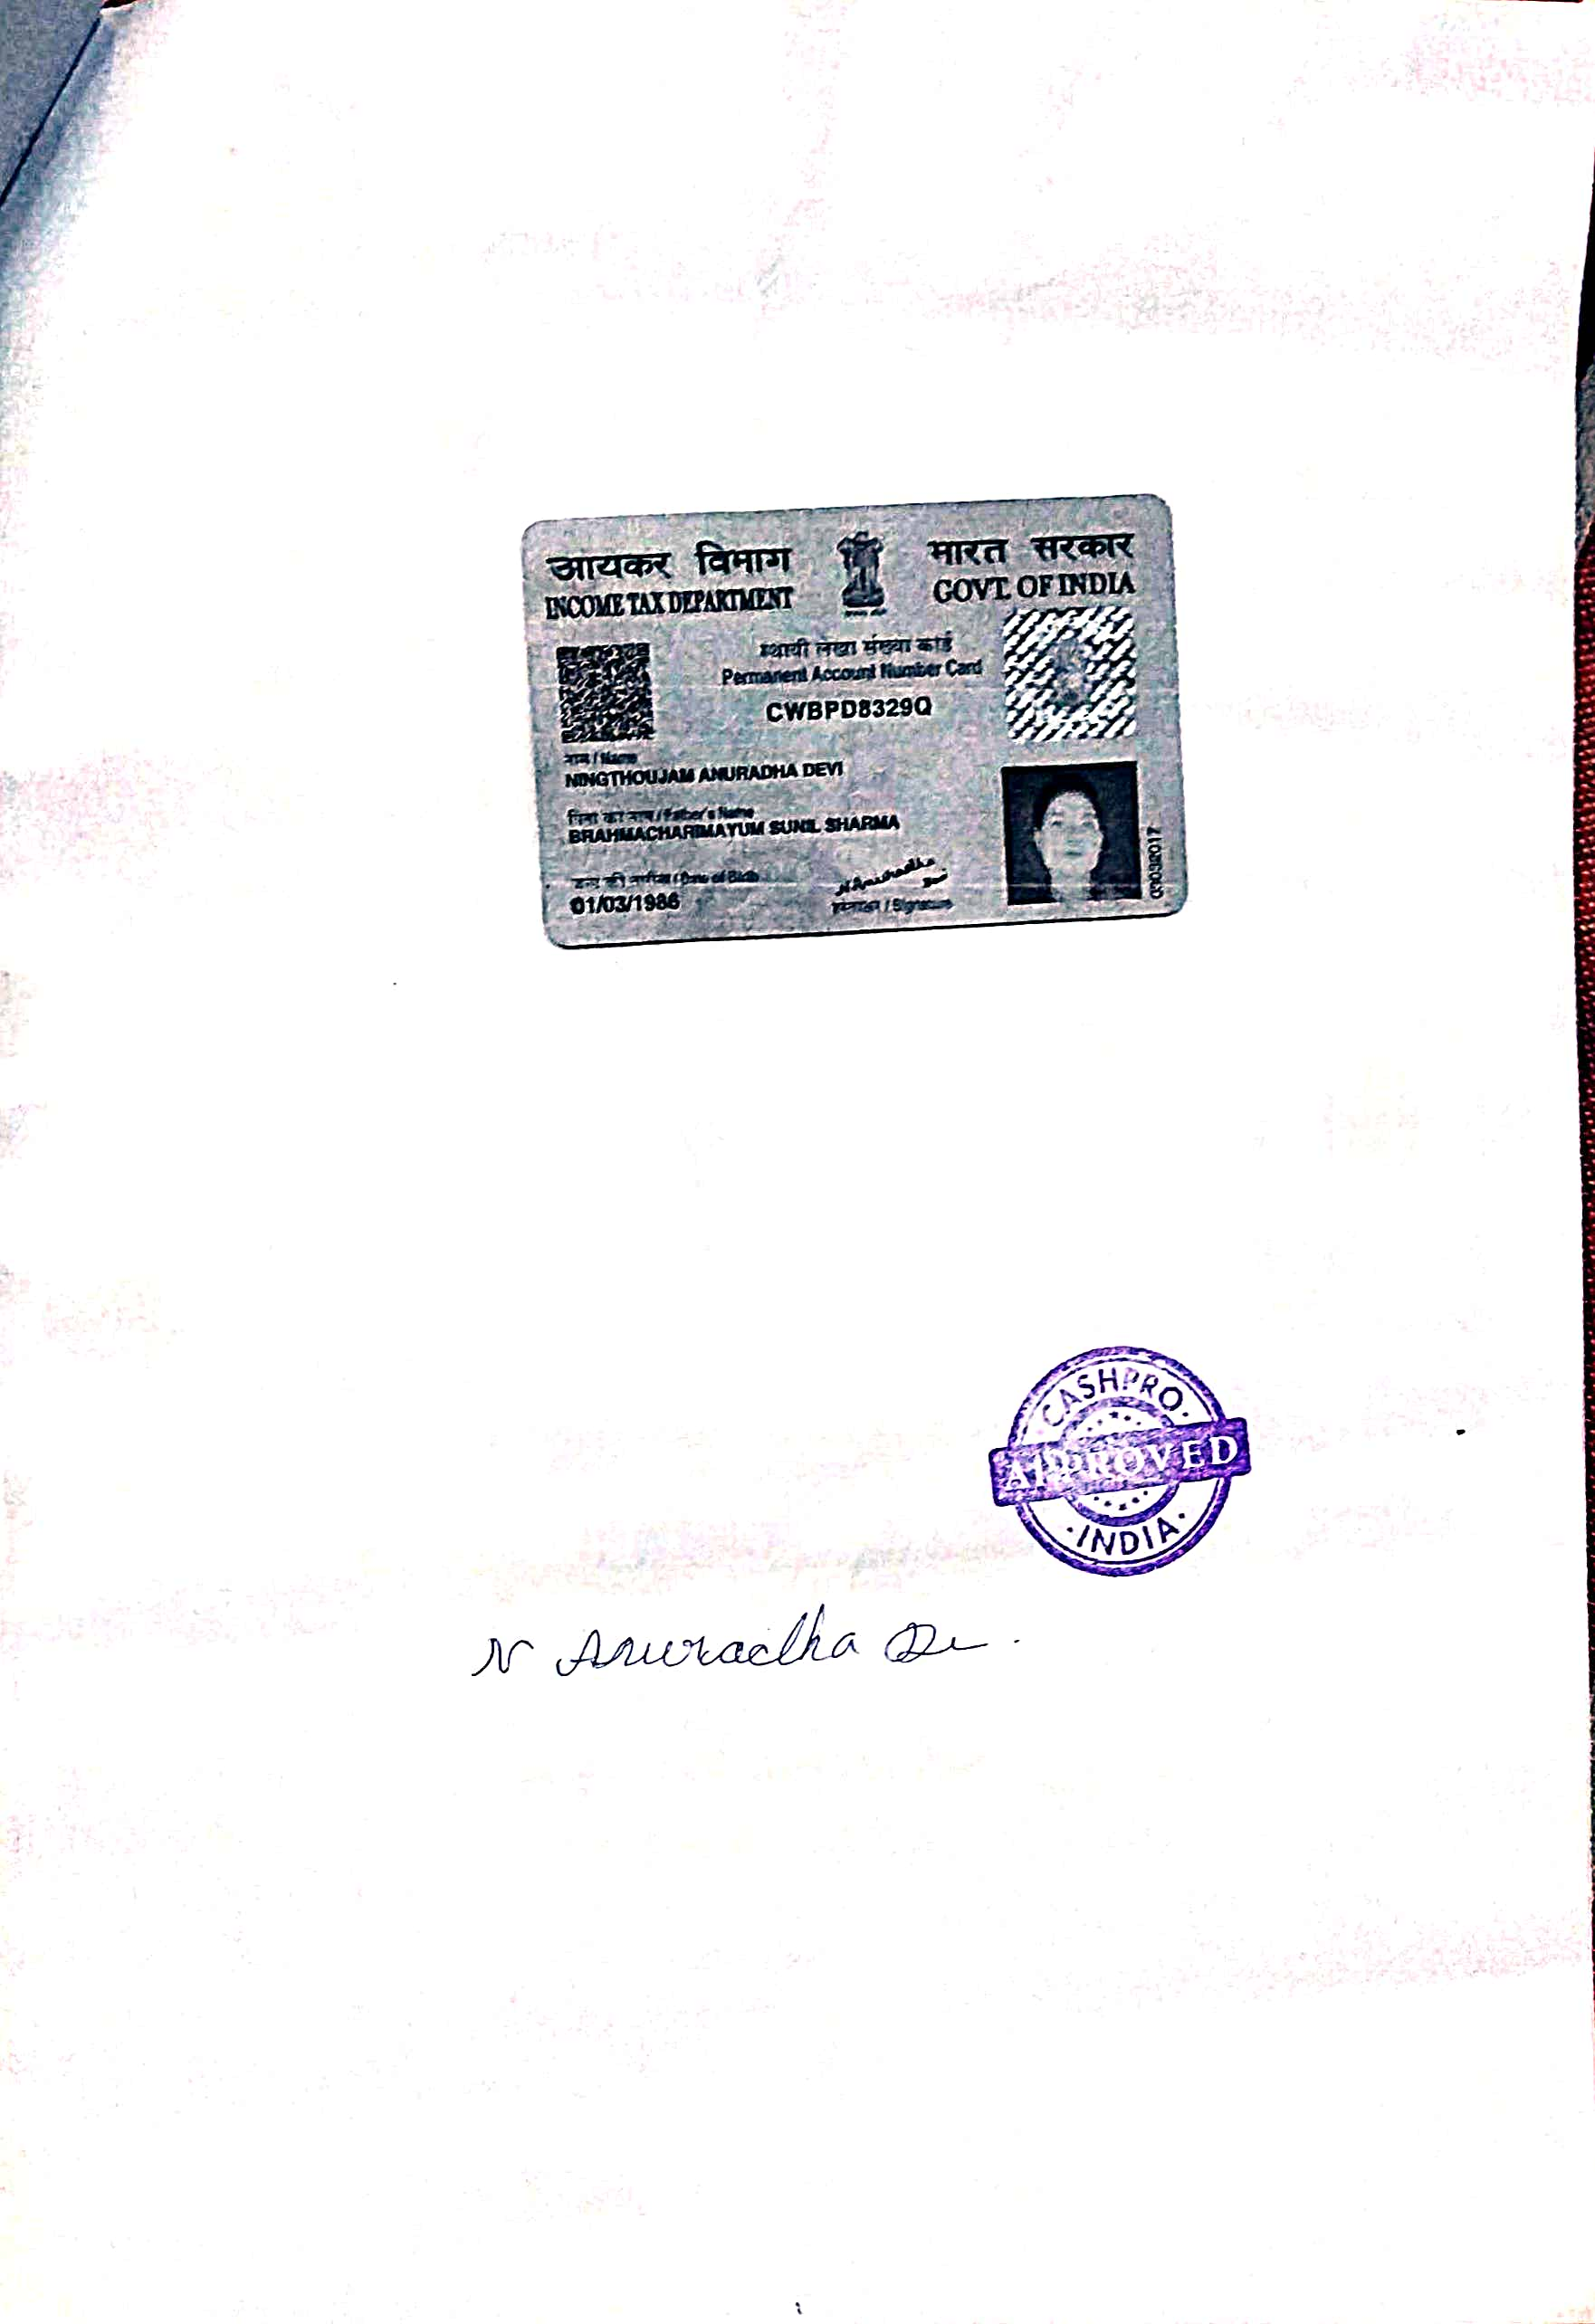 आयकर विभाग
INCOME TAX DEPARTMENT
भारत सरकार
GOVT. OF INDIA
स्थायी लेखा संख्या कार्ड
Permanent Account Number Card
CWBPD8329Q
नाम / Name
NINGTHOUJAM ANURADHA DEVI
पिता का नाम / Father's Name
BRAHMACHARIMAYUM SUNIL SHARMA
जन्म की तारीख / Date of Birth
01/03/1986
N Anuradha
हस्ताक्षर / Signature
03032017
CASHPRO
APPROVED
INDIA
N Anuradha De